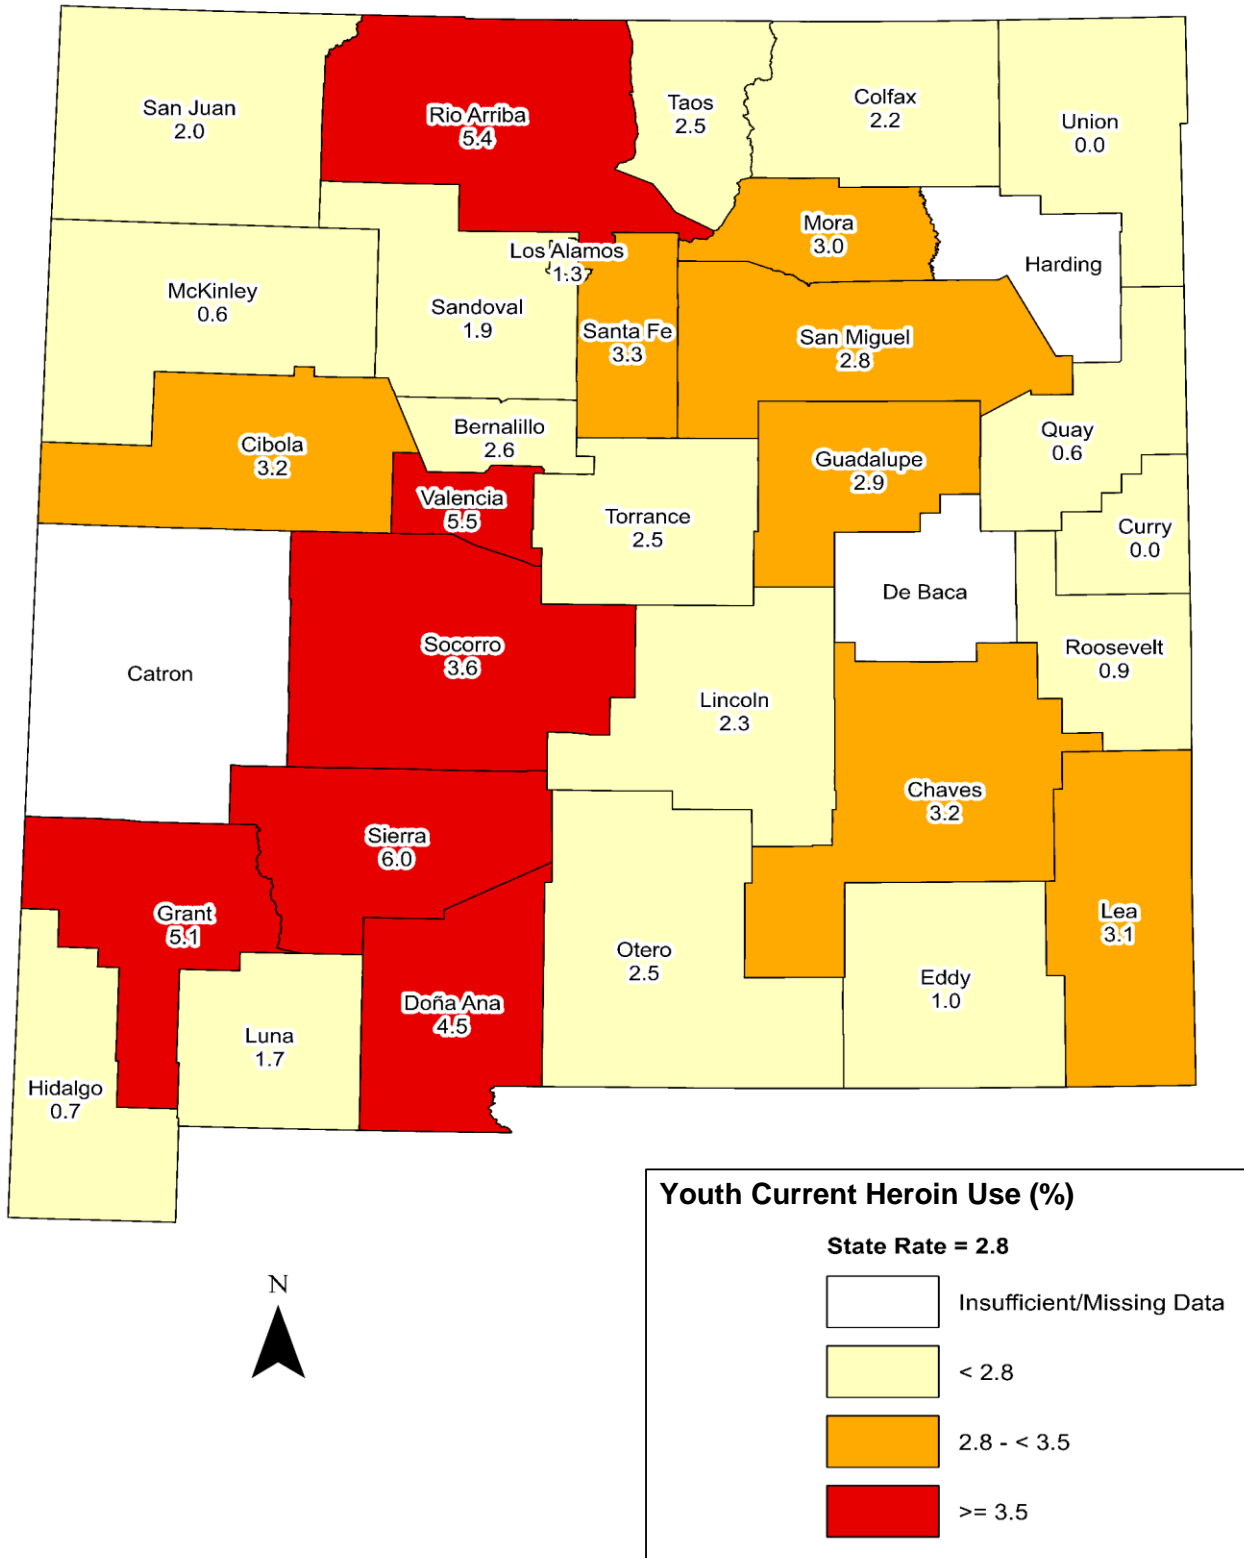 San Juan
2.0
Rio Arriba
5.4
Taos
2.5
Colfax
2.2
Union
0.0
Mora
3.0
Harding
Los Alamos
1.3
McKinley
0.6
Sandoval
1.9
Santa Fe
3.3
San Miguel
2.8
Cibola
3.2
Bernalillo
2.6
Quay
0.6
Guadalupe
2.9
Valencia
5.5
Torrance
2.5
Curry
0.0
De Baca
Catron
Socorro
3.6
Roosevelt
0.9
Lincoln
2.3
Chaves
3.2
Sierra
6.0
Grant
5.1
Lea
3.1
Otero
2.5
Eddy
1.0
Doña Ana
4.5
Luna
1.7
Hidalgo
0.7
N
Youth Current Heroin Use (%)
State Rate = 2.8
Insufficient/Missing Data
< 2.8
2.8 - < 3.5
>= 3.5